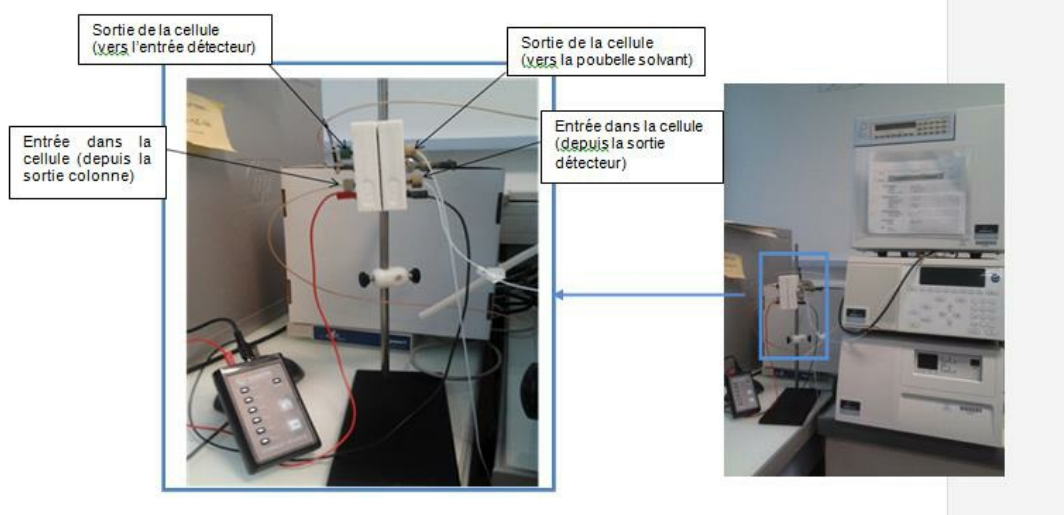 Sortie de la cellule
(vers l'entrée détecteur)
Sortie de la cellule
(vers la poubelle solvant)
Entrée dans la
cellule (depuis la
sortie colonne)
Entrée dans la cellule
(depuis la sortie
détecteur)